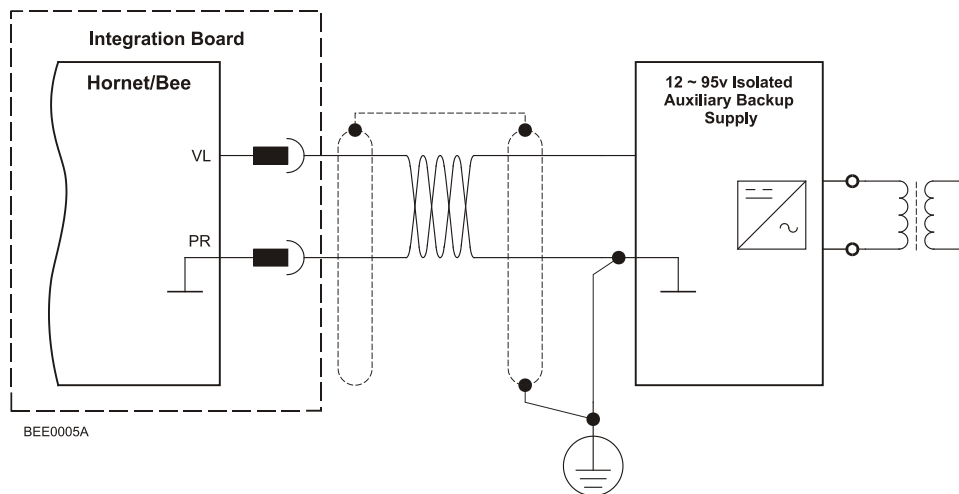 Integration Board
Hornet/Bee
VL
PR
12 ~ 95v Isolated
Auxiliary Backup
Supply
BEE0005A